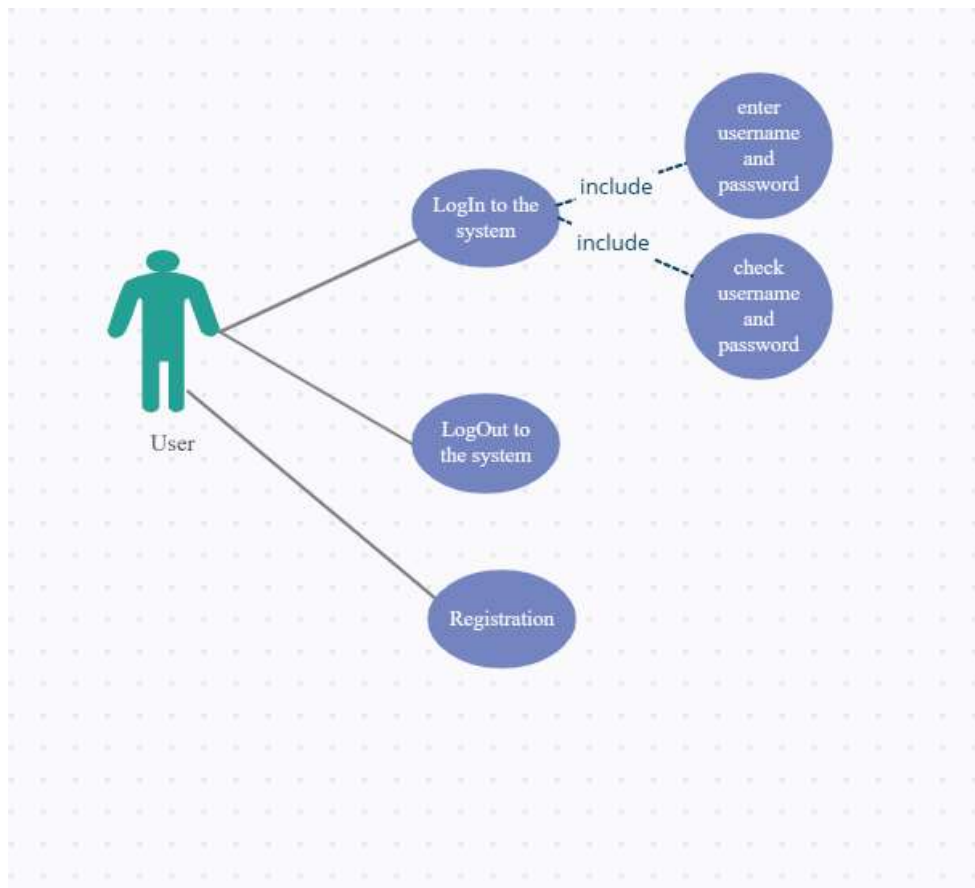 enter
username
and
password
include
LogIn to the
system
include
check
username
and
password
User
LogOut to
the system
Registration